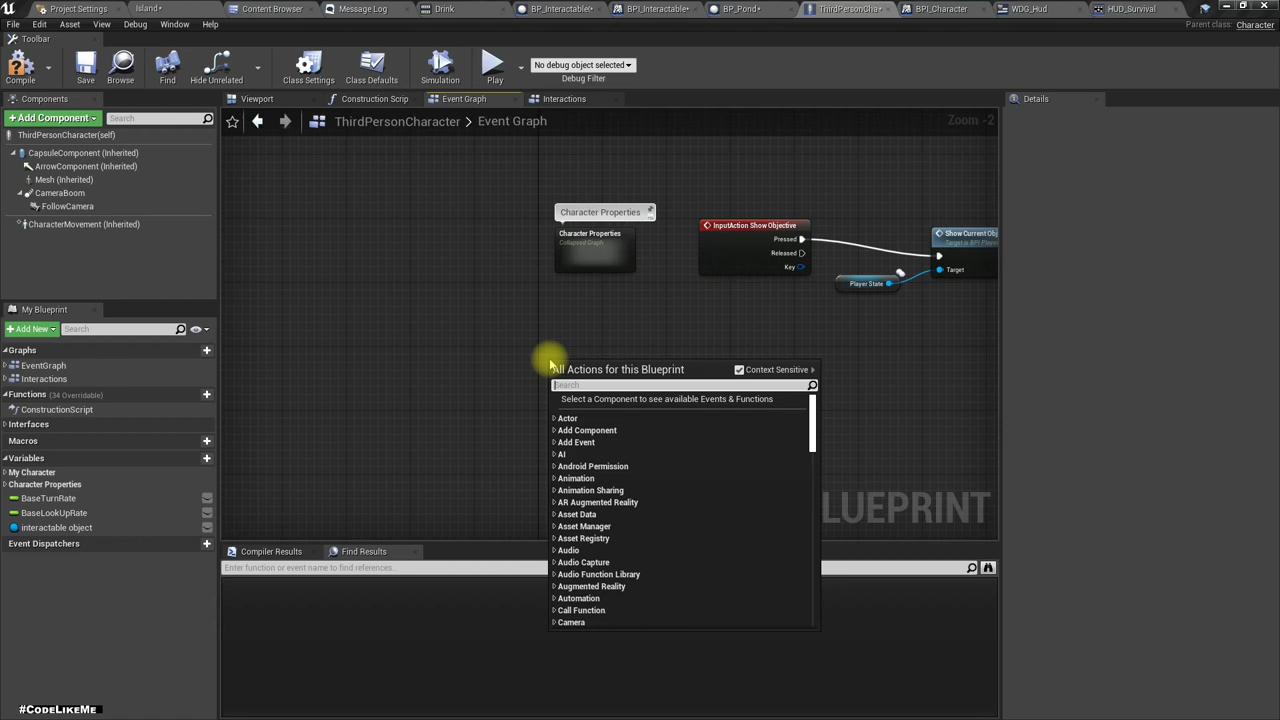 Project Settings
Island•
Content Browser
Message Log
Drink
BP_Interactable•
BPI_Interactable•
BP_Pond•
ThirdPersonCha•
BPI_Character
WDG_Hud
HUD_Survival
File Edit Asset View Debug Window Help
Parent class: Character
Toolbar
Compile
Save
Browse
Find
Hide Unrelated
Class Settings
Class Defaults
Simulation
Play
No debug object selected
Debug Filter
Components
Viewport
Construction Scrip
Event Graph
Interactions
Details
+ Add Component
Search
ThirdPersonCharacter > Event Graph
Zoom -2
ThirdPersonCharacter(self)
CapsuleComponent (Inherited)
ArrowComponent (Inherited)
Mesh (Inherited)
CameraBoom
FollowCamera
CharacterMovement (Inherited)
Character Properties
Character Properties
Collapsed Graph
InputAction Show Objective
Pressed
Released
Key
Show Current Obj
Target is BPI Player
Target
Player State
My Blueprint
+ Add New
Search
Graphs
EventGraph
Interactions
Functions (34 Overridable)
ConstructionScript
Interfaces
Macros
Variables
My Character
Character Properties
BaseTurnRate
BaseLookUpRate
interactable object
Event Dispatchers
All Actions for this Blueprint
Context Sensitive
Search
Select a Component to see available Events & Functions
Actor
Add Component
Add Event
AI
Android Permission
Animation
Animation Sharing
AR Augmented Reality
Asset Data
Asset Manager
Asset Registry
Audio
Audio Capture
Audio Function Library
Augmented Reality
Automation
Call Function
Camera
BLUEPRINT
Compiler Results
Find Results
Enter function or event name to find references...
#CodeLikeMe